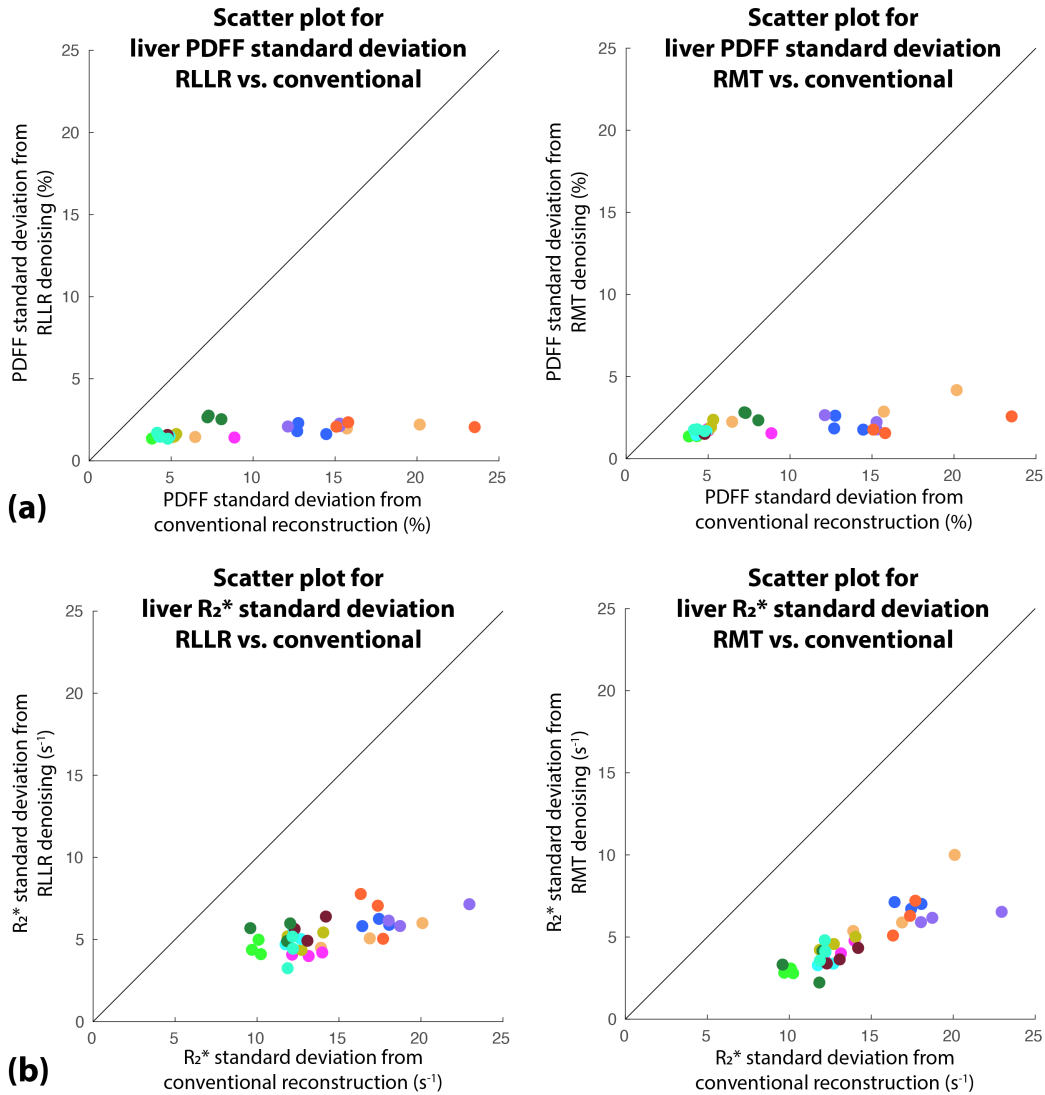 Scatter plot for
liver PDFF standard deviation
RLLR vs. conventional
25
20
15
10
5
0
0
5
10
15
20
25
PDFF standard deviation from
RLLR denoising (%)
PDFF standard deviation from
conventional reconstruction (%)
Scatter plot for
liver PDFF standard deviation
RMT vs. conventional
25
20
15
10
5
0
0
5
10
15
20
25
PDFF standard deviation from
RMT denoising (%)
PDFF standard deviation from
conventional reconstruction (%)
(a)
Scatter plot for
liver R₂* standard deviation
RLLR vs. conventional
25
20
15
10
5
0
0
5
10
15
20
25
R₂* standard deviation from
RLLR denoising (s⁻¹)
R₂* standard deviation from
conventional reconstruction (s⁻¹)
Scatter plot for
liver R₂* standard deviation
RMT vs. conventional
25
20
15
10
5
0
0
5
10
15
20
25
R₂* standard deviation from
RMT denoising (s⁻¹)
R₂* standard deviation from
conventional reconstruction (s⁻¹)
(b)